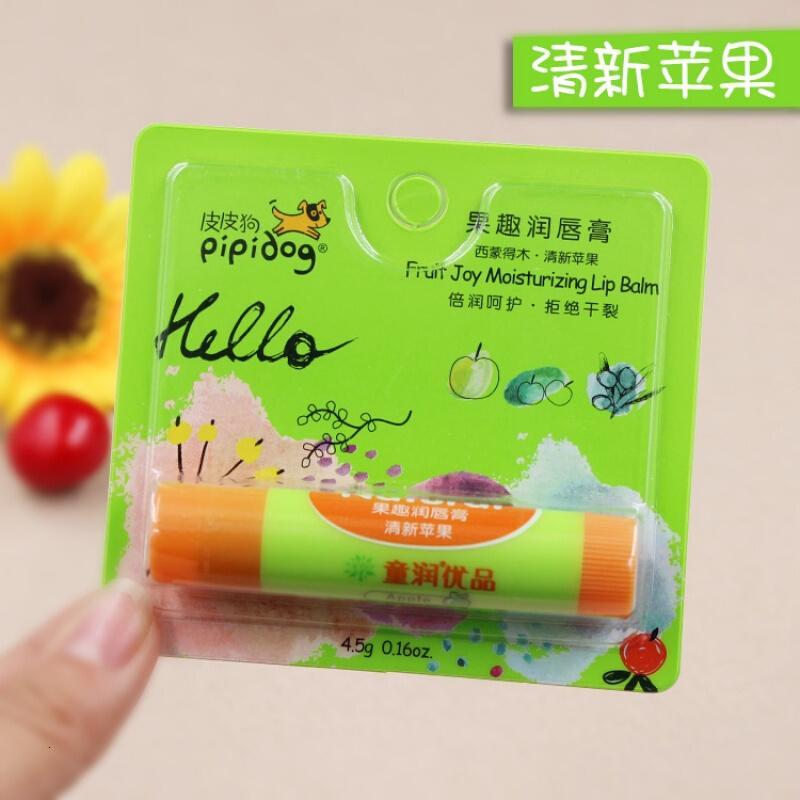 清新苹果
皮皮狗
pipidog®
果趣润唇膏
西蒙得木·清新苹果
Fruit Joy Moisturizing Lip Balm
倍润呵护·拒绝干裂
Hello
Natural
果趣润唇膏
清新苹果
童润优品
Apple
4.5g 0.16oz.